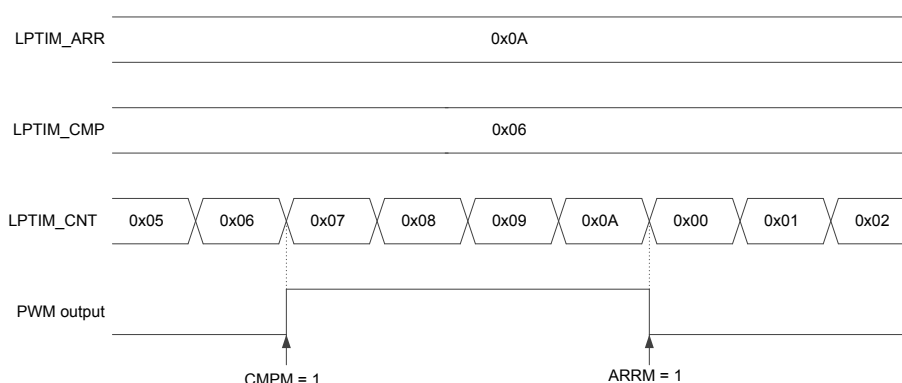 LPTIM_ARR 0x0A
LPTIM_CMP 0x06
LPTIM_CNT 0x05 0x06 0x07 0x08 0x09 0x0A 0x00 0x01 0x02
PWM output
CMPM = 1 ARRM = 1